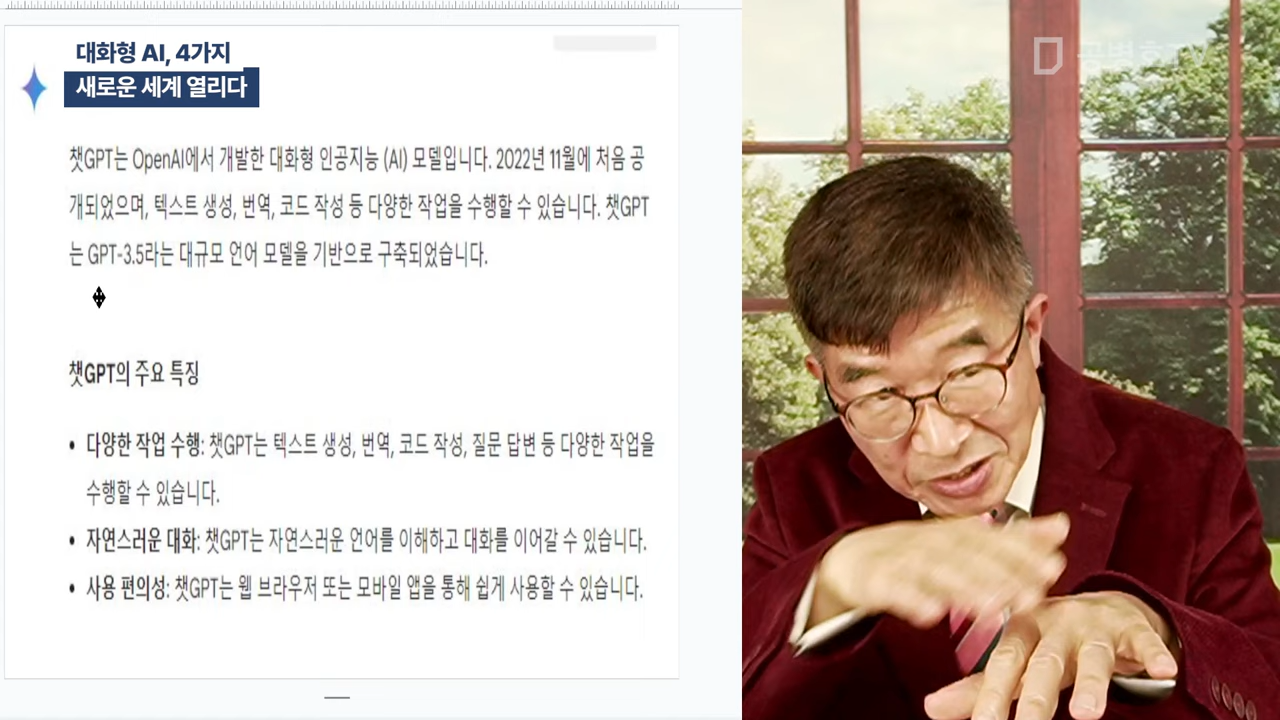 대화형 AI, 4가지
새로운 세계 열리다
공병호TV
챗GPT는 OpenAI에서 개발한 대화형 인공지능 (AI) 모델입니다. 2022년 11월에 처음 공
개되었으며, 텍스트 생성, 번역, 코드 작성 등 다양한 작업을 수행할 수 있습니다. 챗GPT
는 GPT-3.5라는 대규모 언어 모델을 기반으로 구축되었습니다.
챗GPT의 주요 특징
• 다양한 작업 수행: 챗GPT는 텍스트 생성, 번역, 코드 작성, 질문 답변 등 다양한 작업을
수행할 수 있습니다.
• 자연스러운 대화: 챗GPT는 자연스러운 언어를 이해하고 대화를 이어갈 수 있습니다.
• 사용 편의성: 챗GPT는 웹 브라우저 또는 모바일 앱을 통해 쉽게 사용할 수 있습니다.